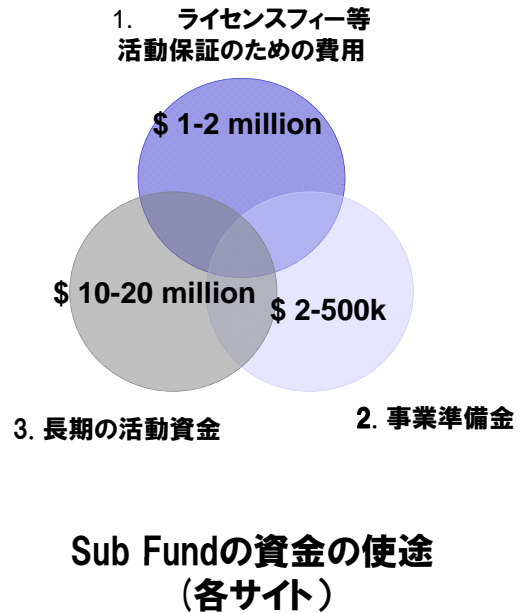 1. ライセンスフィー等
活動保証のための費用
$ 1-2 million
$ 10-20 million
$ 2-500k
3. 長期の活動資金
2. 事業準備金
Sub Fundの資金の使途
(各サイト)